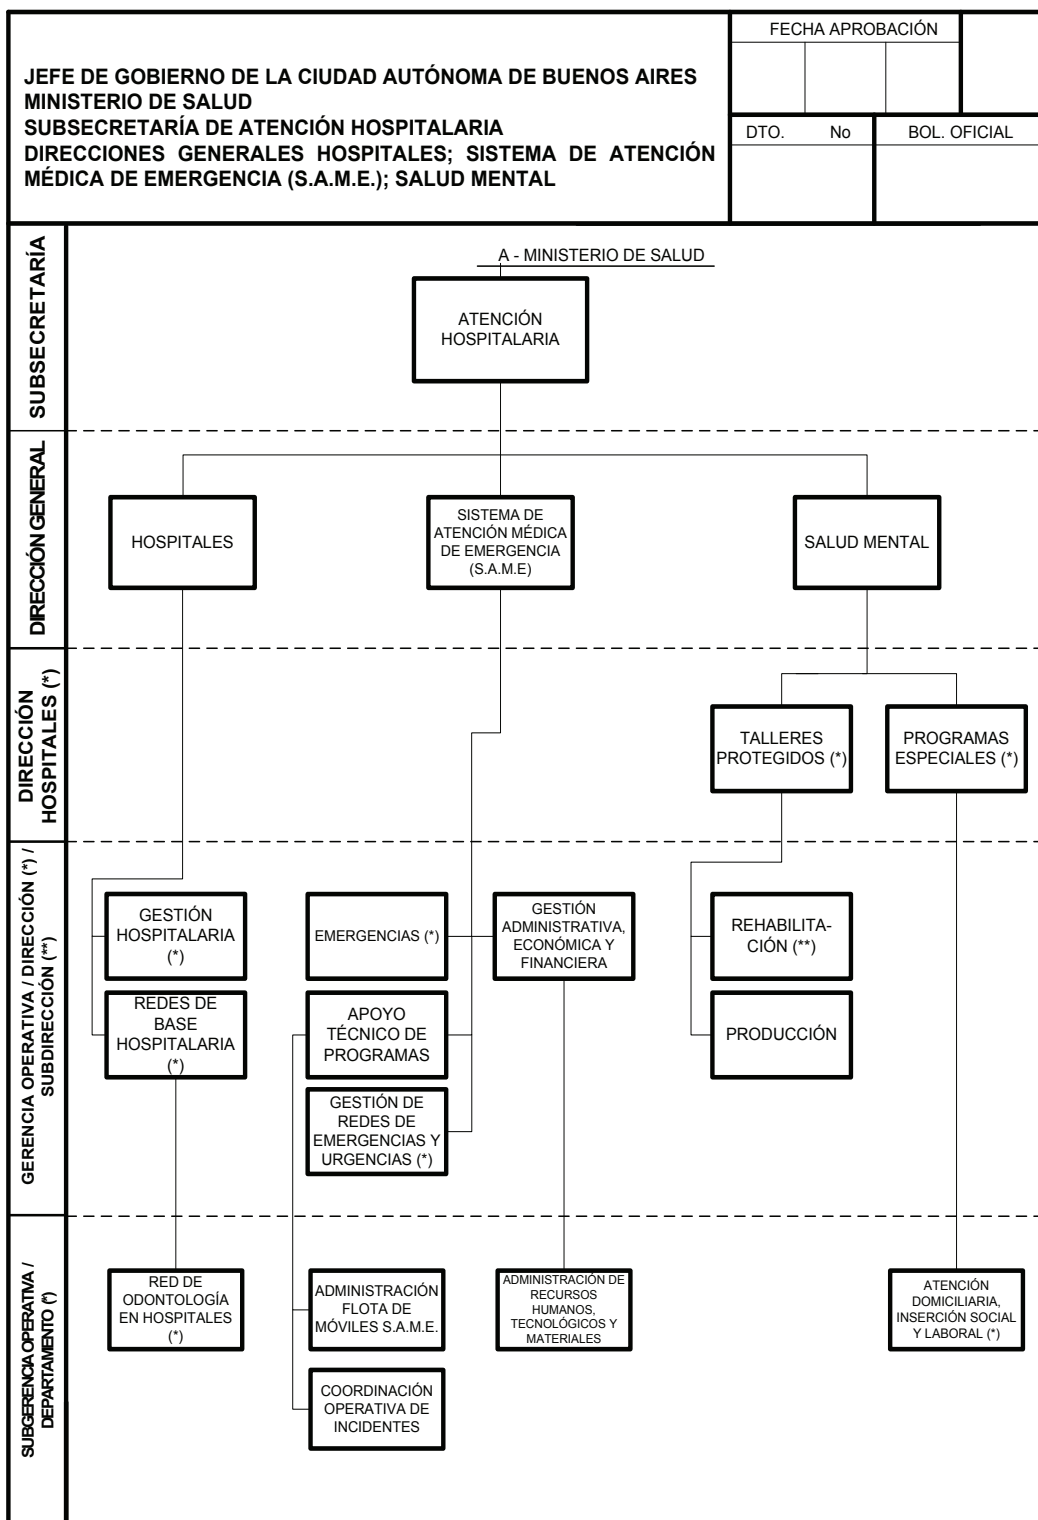 JEFE DE GOBIERNO DE LA CIUDAD AUTÓNOMA DE BUENOS AIRES
MINISTERIO DE SALUD
SUBSECRETARÍA DE ATENCIÓN HOSPITALARIA
DIRECCIONES GENERALES HOSPITALES; SISTEMA DE ATENCIÓN
MÉDICA DE EMERGENCIA (S.A.M.E.); SALUD MENTAL
FECHA APROBACIÓN
DTO. No
BOL. OFICIAL
SUBSECRETARÍA
A - MINISTERIO DE SALUD
ATENCIÓN
HOSPITALARIA
DIRECCIÓN GENERAL
HOSPITALES
SISTEMA DE
ATENCIÓN MÉDICA
DE EMERGENCIA
(S.A.M.E)
SALUD MENTAL
DIRECCIÓN
HOSPITALES (*)
TALLERES
PROTEGIDOS (*)
PROGRAMAS
ESPECIALES (*)
GERENCIA OPERATIVA / DIRECCIÓN (*) /
SUBDIRECCIÓN (**)
GESTIÓN
HOSPITALARIA
(*)
EMERGENCIAS (*)
GESTIÓN
ADMINISTRATIVA,
ECONÓMICA Y
FINANCIERA
REHABILITA-
CIÓN (**)
REDES DE
BASE
HOSPITALARIA
(*)
APOYO
TÉCNICO DE
PROGRAMAS
PRODUCCIÓN
GESTIÓN DE
REDES DE
EMERGENCIAS Y
URGENCIAS (*)
SUBGERENCIA OPERATIVA /
DEPARTAMENTO (*)
RED DE
ODONTOLOGÍA
EN HOSPITALES
(*)
ADMINISTRACIÓN
FLOTA DE
MÓVILES S.A.M.E.
ADMINISTRACIÓN DE
RECURSOS
HUMANOS,
TECNOLÓGICOS Y
MATERIALES
ATENCIÓN
DOMICILIARIA,
INSERCIÓN SOCIAL
Y LABORAL (*)
COORDINACIÓN
OPERATIVA DE
INCIDENTES